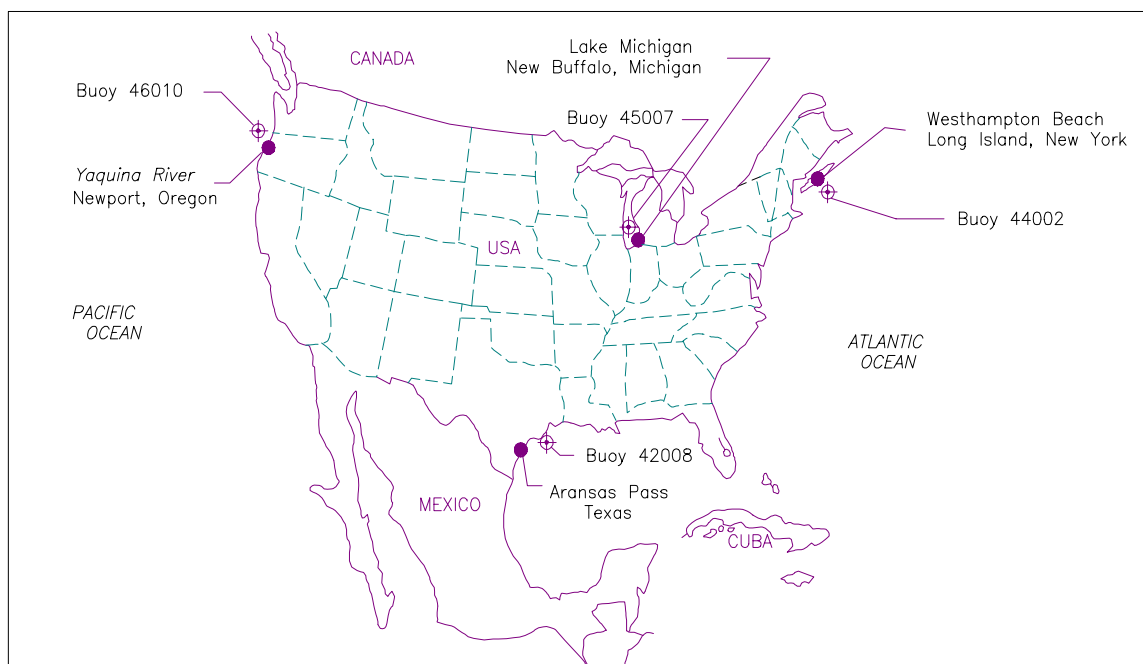 Lake Michigan
New Buffalo, Michigan
CANADA
Buoy 46010
Buoy 45007
Westhampton Beach
Long Island, New York
Yaquina River
Newport, Oregon
Buoy 44002
USA
PACIFIC
OCEAN
ATLANTIC
OCEAN
Buoy 42008
Aransas Pass
Texas
MEXICO
CUBA